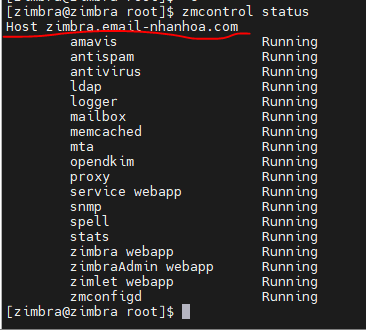 [zimbra@zimbra root]$ zmcontrol status
Host zimbra.email-nhanhoa.com
amavis Running
antispam Running
antivirus Running
ldap Running
logger Running
mailbox Running
memcached Running
mta Running
opendkim Running
proxy Running
service webapp Running
snmp Running
spell Running
stats Running
zimbra webapp Running
zimbraAdmin webapp Running
zimlet webapp Running
zmconfigd Running
[zimbra@zimbra root]$